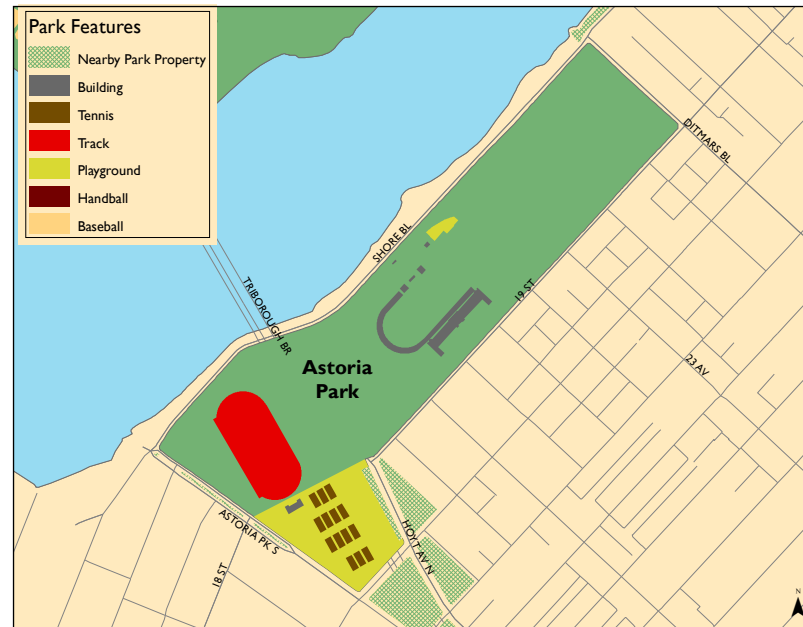 Park Features
Nearby Park Property
Building
Tennis
Track
Playground
Handball
Baseball
DITMARS BL
SHORE BL
19 ST
TRIBOROUGH BR
23 AV
Astoria
Park
ASTORIA PK S
HOYT AV N
18 ST
N